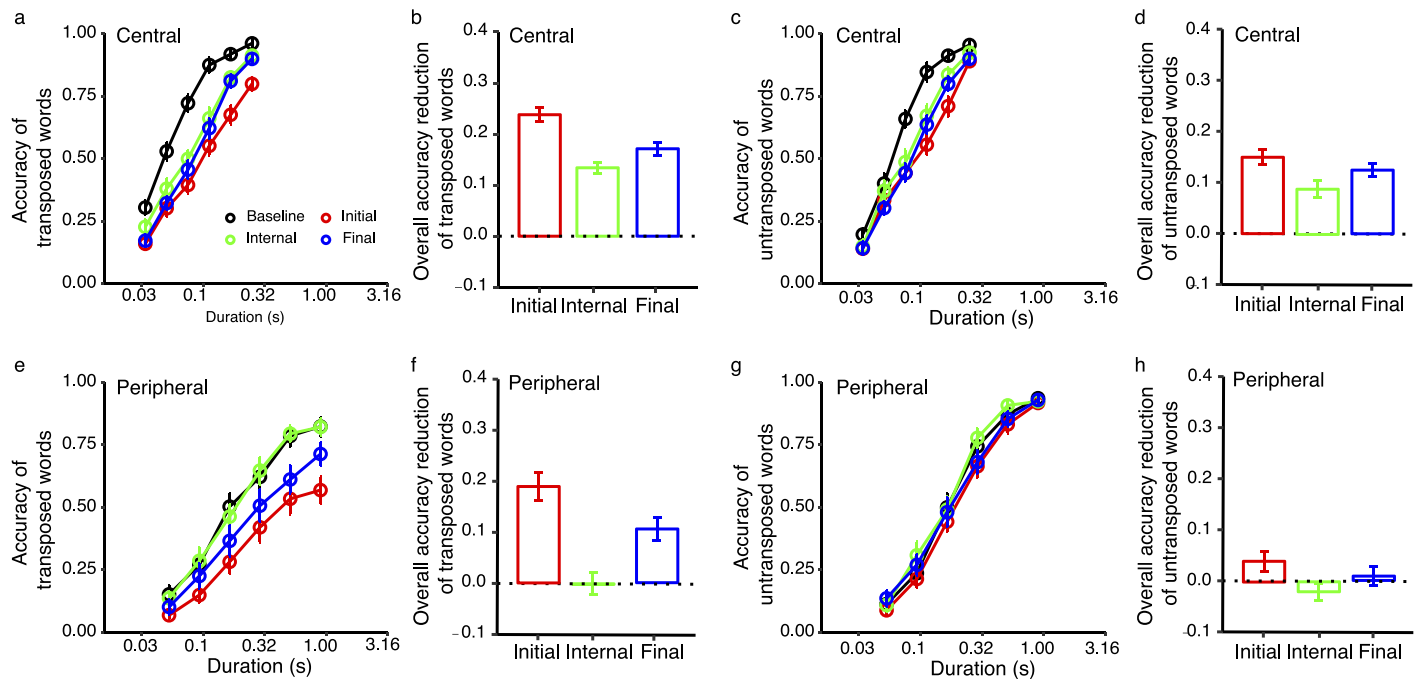 a
Central
Accuracy of
transposed words
1.00
0.75
0.50
0.25
0.00
Baseline
Initial
Internal
Final
0.03 0.1 0.32 1.00 3.16
Duration (s)
b
Central
Overall accuracy reduction
of transposed words
0.4
0.3
0.2
0.1
0.0
−0.1
Initial Internal Final
c
Central
Accuracy of
untransposed words
1.00
0.75
0.50
0.25
0.00
0.03 0.1 0.32 1.00 3.16
Duration (s)
d
Central
Overall accuracy reduction
of untransposed words
0.4
0.3
0.2
0.1
0.0
0.1
Initial Internal Final
e
Peripheral
Accuracy of
transposed words
1.00
0.75
0.50
0.25
0.00
0.03 0.1 0.32 1.00 3.16
Duration (s)
f
Peripheral
Overall accuracy reduction
of transposed words
0.4
0.3
0.2
0.1
0.0
−0.1
Initial Internal Final
g
Peripheral
Accuracy of
untransposed words
1.00
0.75
0.50
0.25
0.00
0.03 0.1 0.32 1.00 3.16
Duration (s)
h
Peripheral
Overall accuracy reduction
of untransposed words
0.4
0.3
0.2
0.1
0.0
−0.1
Initial Internal Final